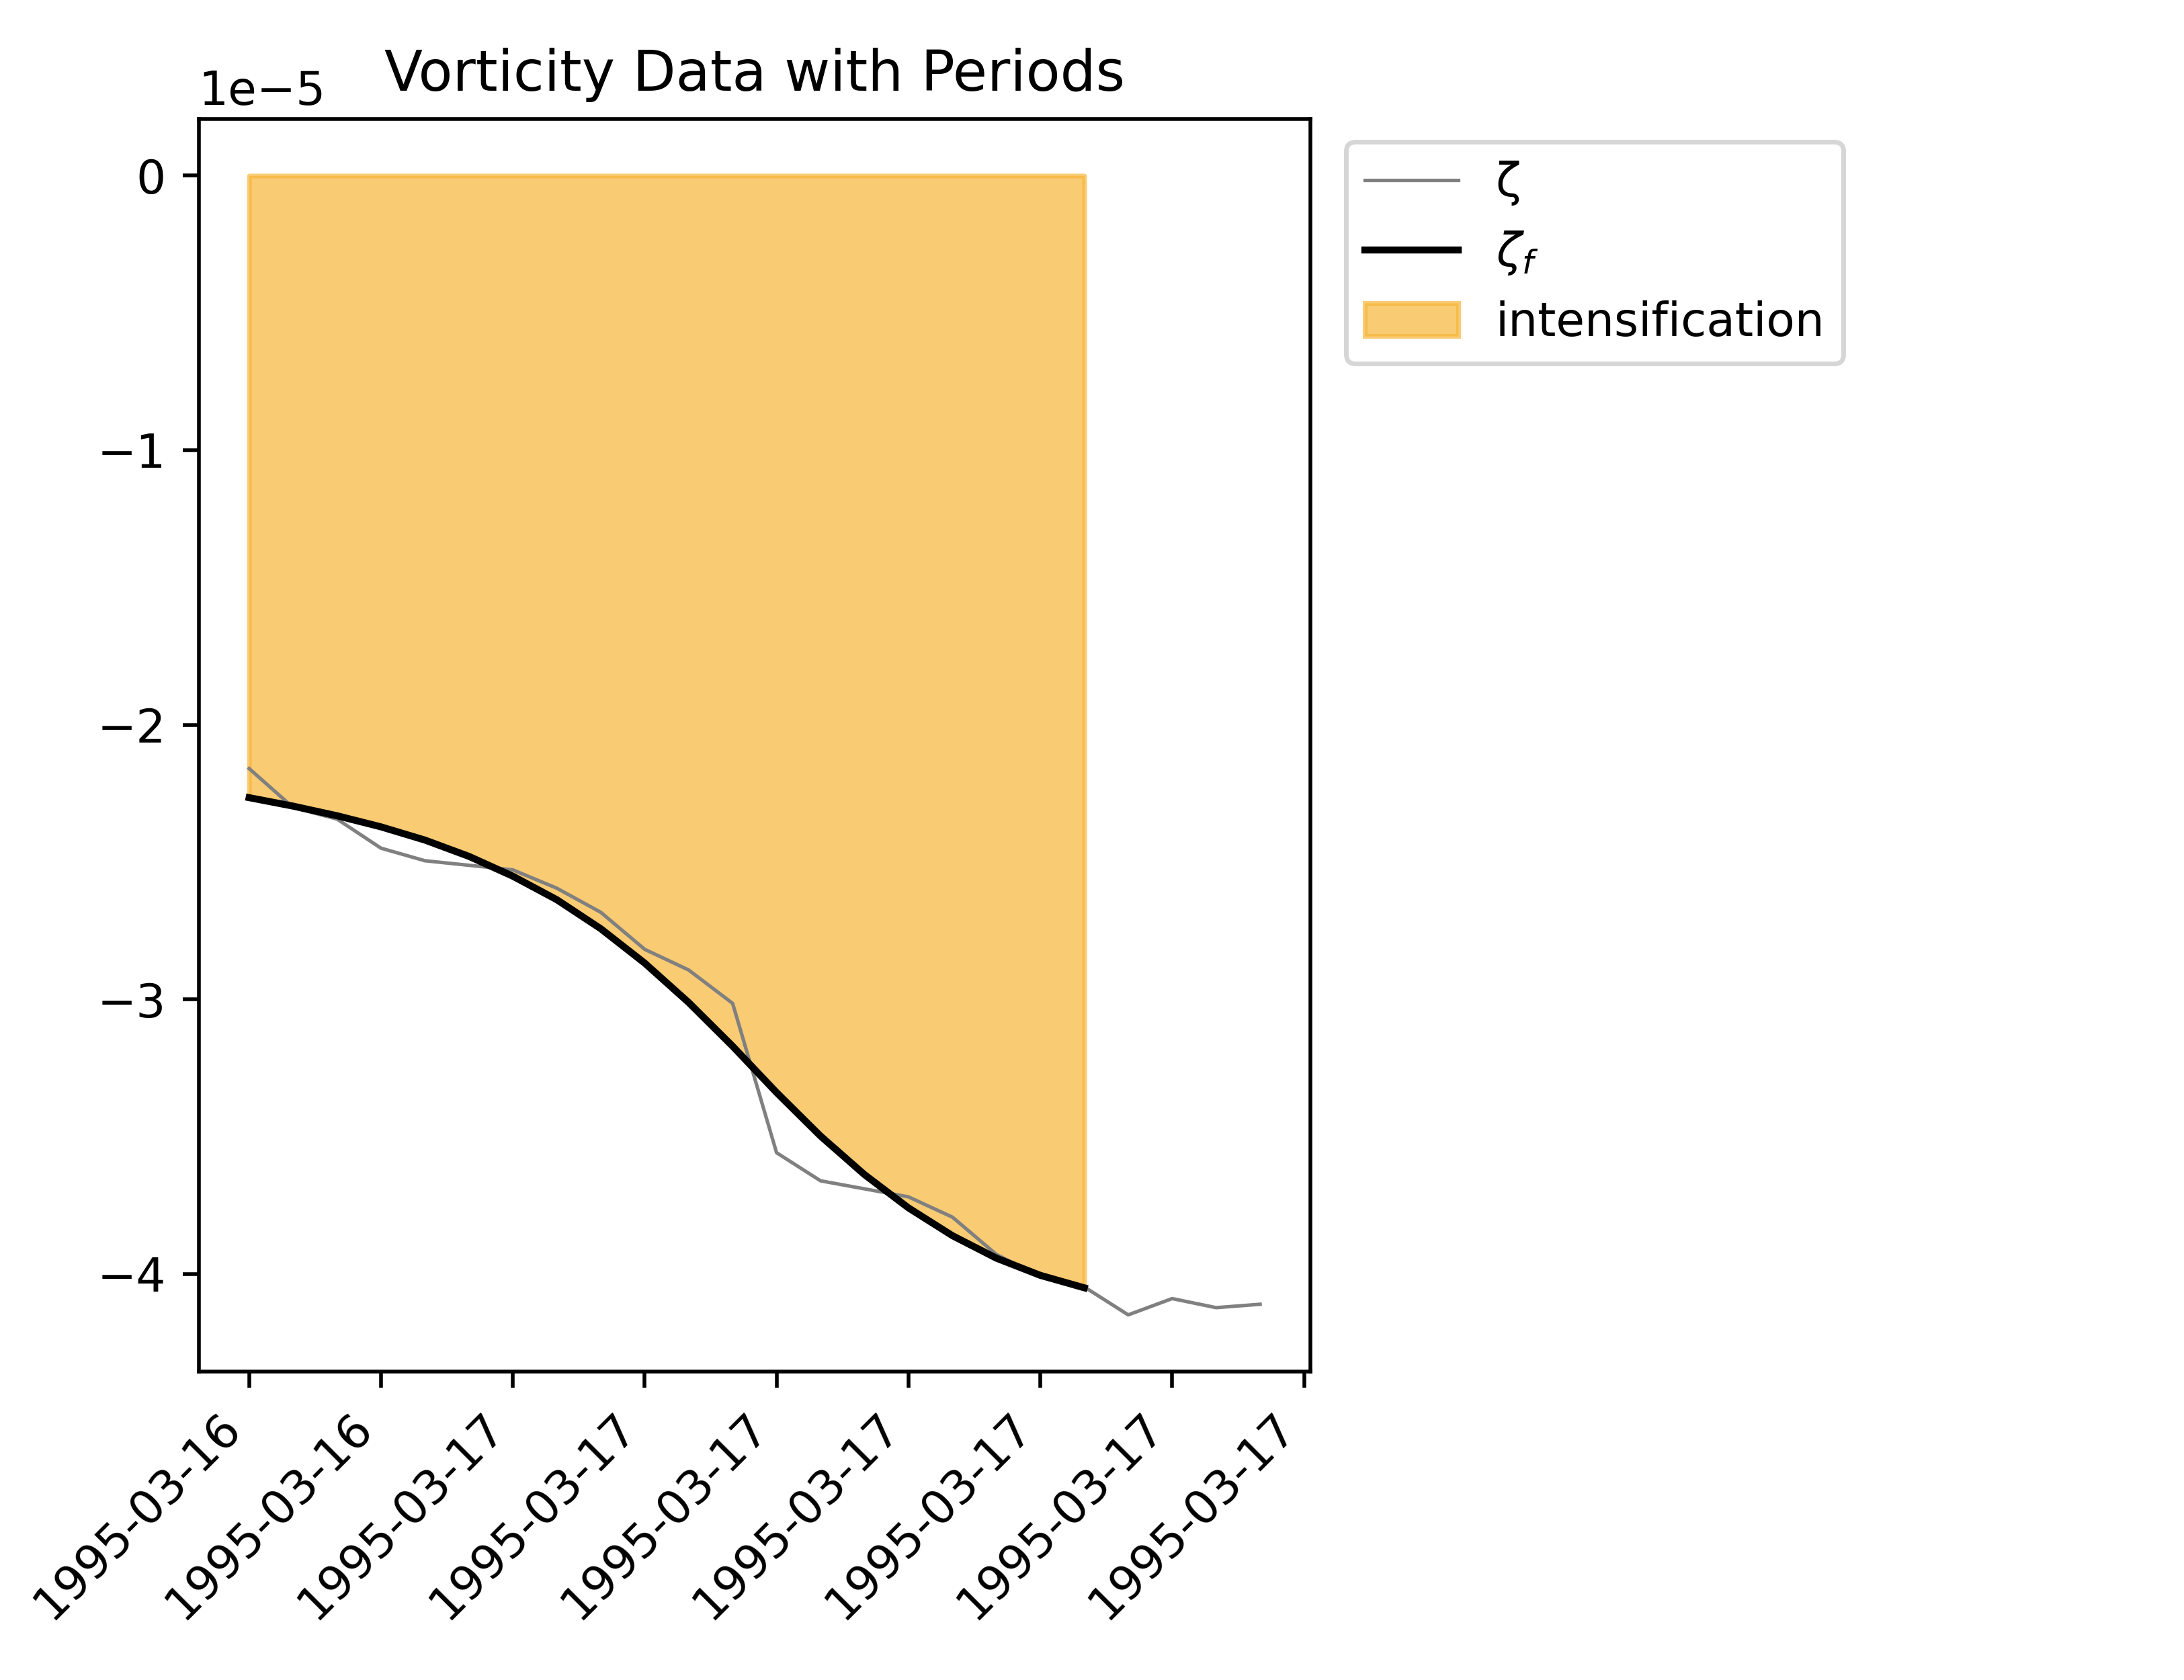 Vorticity Data with Periods
1e−5
0
−1
−2
−3
−4
1995-03-16
1995-03-16
1995-03-17
1995-03-17
1995-03-17
1995-03-17
1995-03-17
1995-03-17
1995-03-17
ζ
ζf
intensification